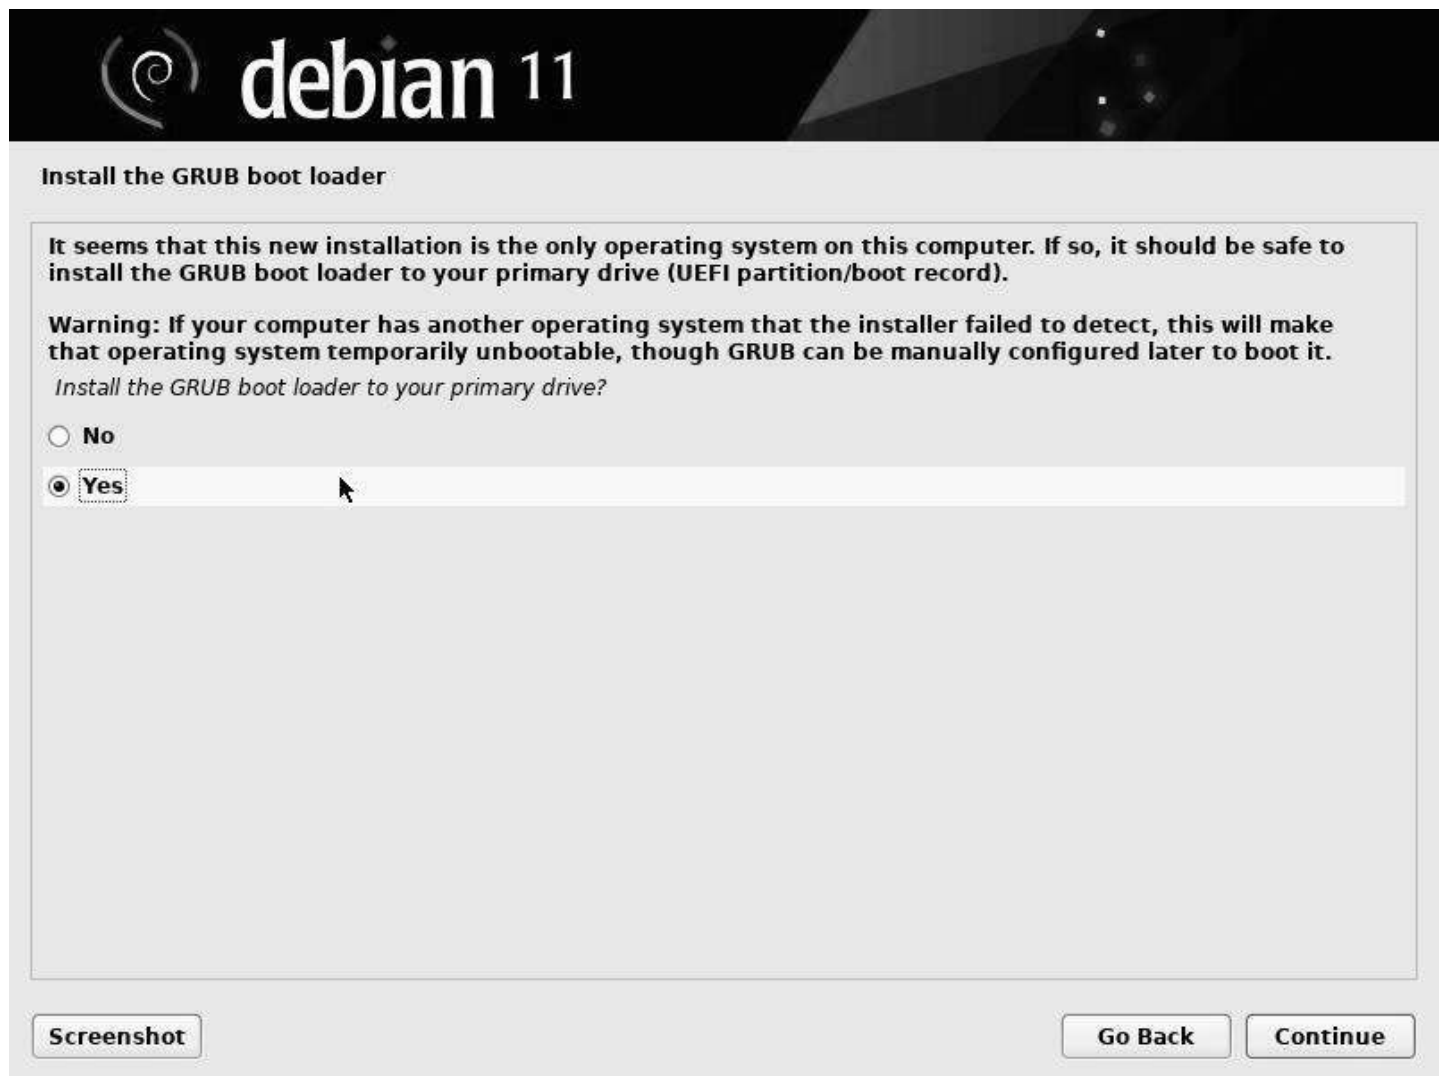 debian 11
Install the GRUB boot loader
It seems that this new installation is the only operating system on this computer. If so, it should be safe to
install the GRUB boot loader to your primary drive (UEFI partition/boot record).
Warning: If your computer has another operating system that the installer failed to detect, this will make
that operating system temporarily unbootable, though GRUB can be manually configured later to boot it.
Install the GRUB boot loader to your primary drive?
No
Yes
Screenshot
Go Back
Continue